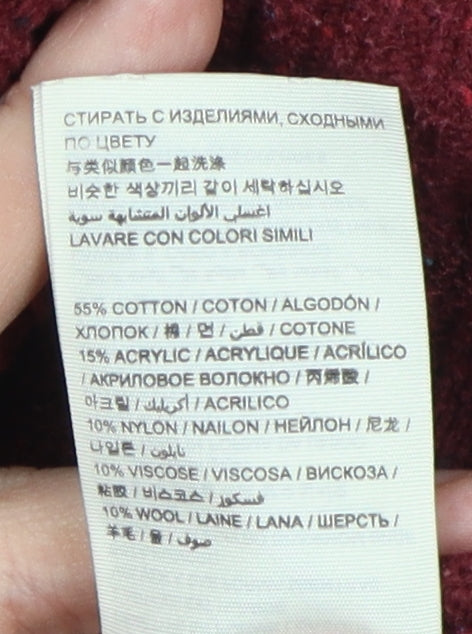 СТИРАТЬ С ИЗДЕЛИЯМИ, СХОДНЫМИ
ПО ЦВЕТУ
与类似颜色一起洗涤
비슷한 색상끼리 같이 세탁하십시오
اغسلي الألوان المتشابهة سوية
LAVARE CON COLORI SIMILI
55% COTTON / COTON / ALGODÓN /
ХЛОПОК / 棉 / 면 / قطن / COTONE
15% ACRYLIC / ACRYLIQUE / ACRÍLICO
/ АКРИЛОВОЕ ВОЛОКНО / 丙烯酸 /
아크릴 / أكريليك / ACRILICO
10% NYLON / NAILON / НЕЙЛОН / 尼龙 /
나일론 / نايلون
10% VISCOSE / VISCOSA / ВИСКОЗА /
粘胶 / 비스코스 / فسكوز
10% WOOL / LAINE / LANA / ШЕРСТЬ /
羊毛 / 울 / صوف